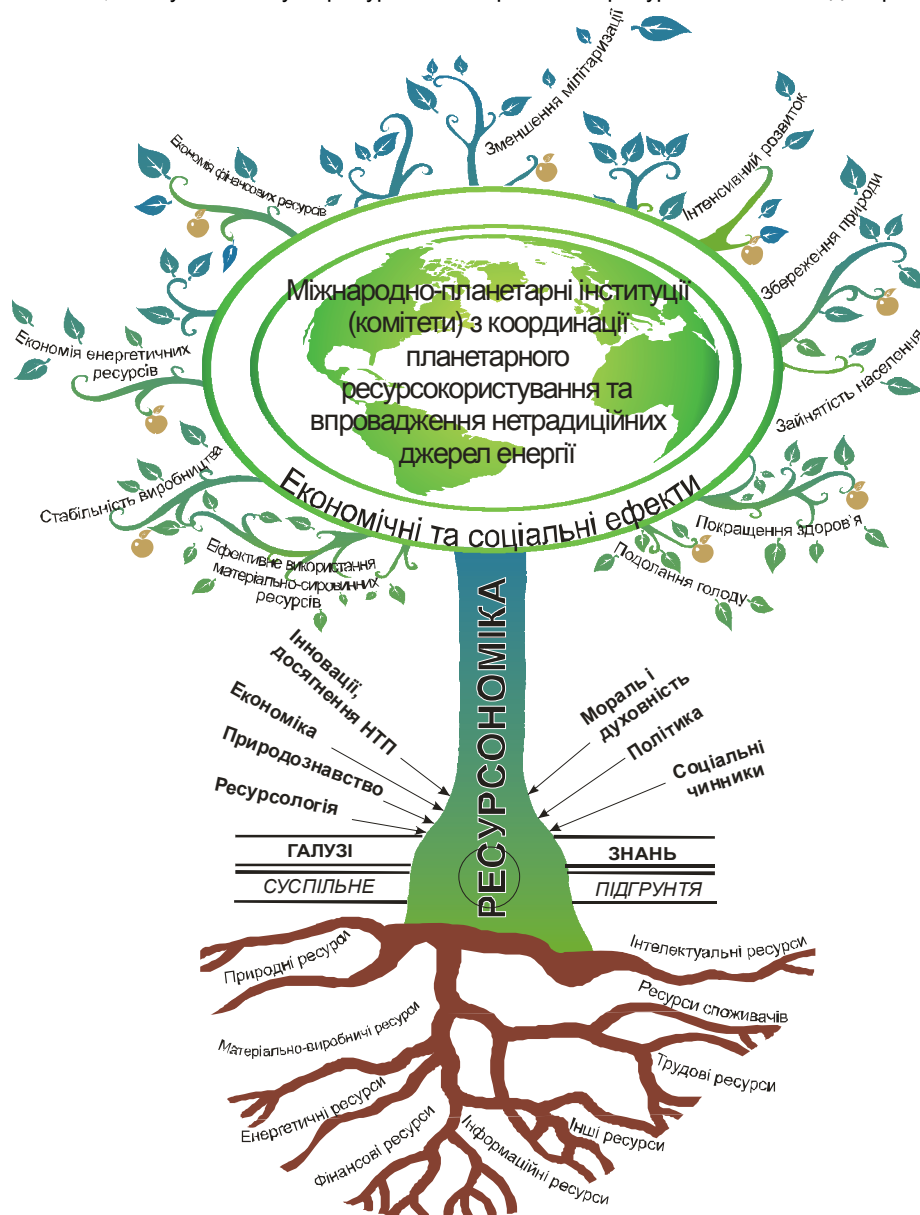 Зменшення мілітаризації
Інтенсивний розвиток
Збереження природи
Економія фінансових ресурсів
Економія енергетичних
ресурсів
Зайнятість населення
Міжнародно-планетарні інституції
(комітети) з координації
планетарного
ресурсокористування та
впровадження нетрадиційних
джерел енергії
Економічні та соціальні ефекти
Стабільність виробництва
Ефективне використання
матеріально-сировинних
ресурсів
Покращення здоров'я
Подолання голоду
РЕСУРСОНОМІКА
Інновації,
досягнення НТП
Економіка
Природознавство
Ресурсологія
Мораль і
духовність
Політика
Соціальні
чинники
ГАЛУЗІ ЗНАНЬ
СУСПІЛЬНЕ ПІДГРУНТЯ
Природні ресурси
Інтелектуальні ресурси
Ресурси споживачів
Матеріально-виробничі ресурси
Трудові ресурси
Енергетичні ресурси
Інші ресурси
Фінансові ресурси
Інформаційні ресурси